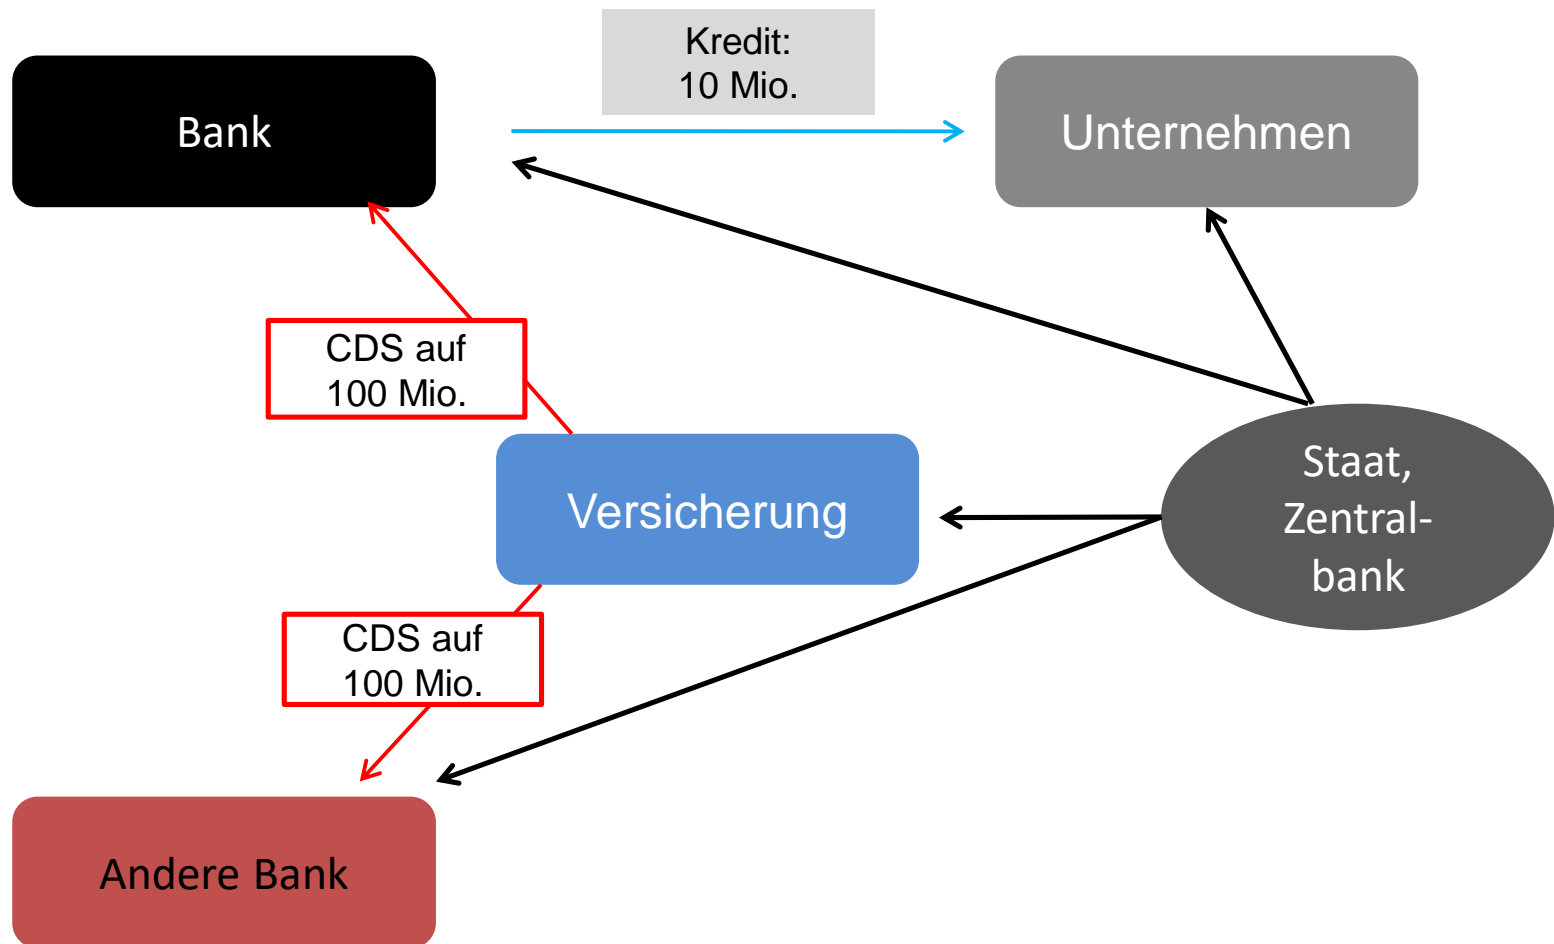 Kredit:
10 Mio.
Bank
Unternehmen
CDS auf
100 Mio.
Versicherung
Staat,
Zentral-
bank
CDS auf
100 Mio.
Andere Bank